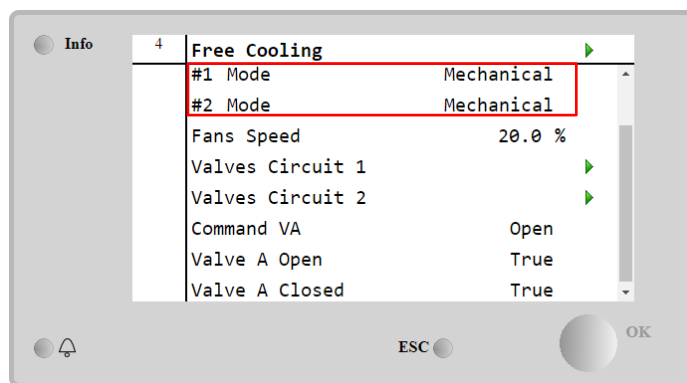 Info
4 Free Cooling
#1 Mode Mechanical
#2 Mode Mechanical
Fans Speed 20.0 %
Valves Circuit 1
Valves Circuit 2
Command VA Open
Valve A Open True
Valve A Closed True
ESC
OK